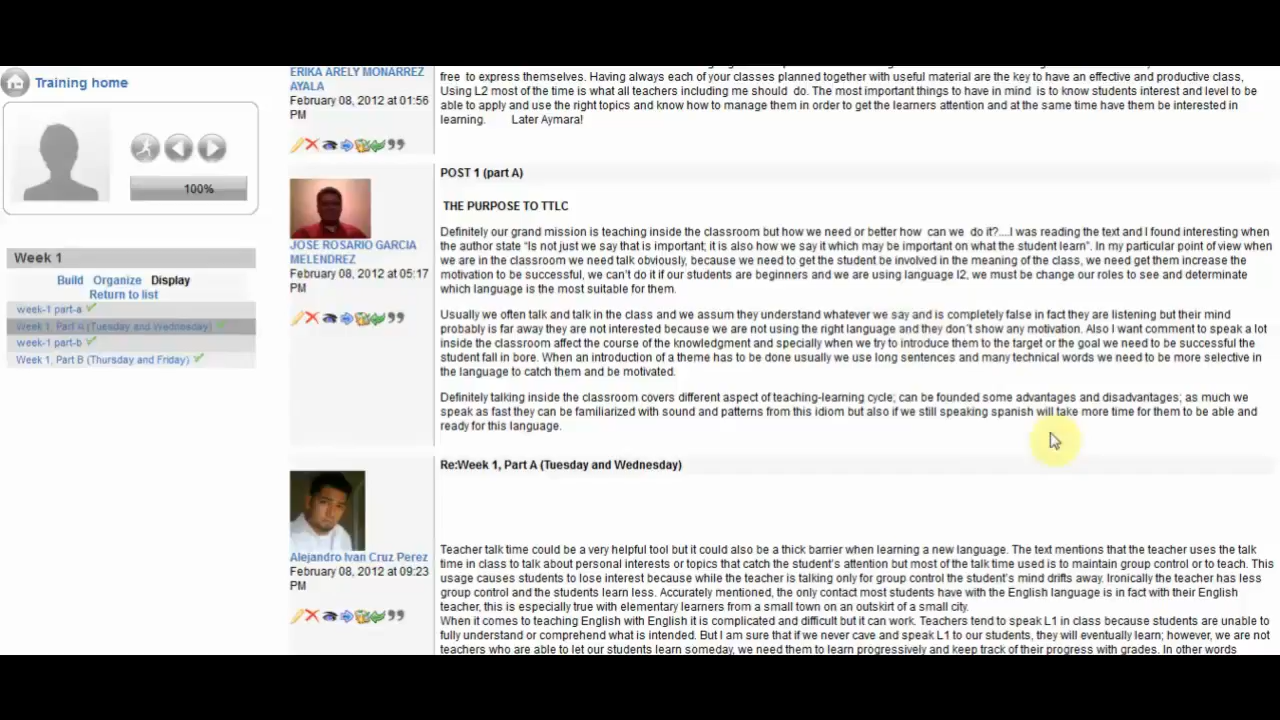 Training home
100%
Week 1
Build Organize Display
Return to list
week-1 part-a
Week 1, Part A (Tuesday and Wednesday)
week-1 part-b
Week 1, Part B (Thursday and Friday)
ERIKA ARELY MONARREZ
AYALA
February 08, 2012 at 01:56
PM
free to express themselves. Having always each of your classes planned together with useful material are the key to have an effective and productive class,
Using L2 most of the time is what all teachers including me should do. The most important things to have in mind is to know students interest and level to be
able to apply and use the right topics and know how to manage them in order to get the learners attention and at the same time have them be interested in
learning. Later Aymara!
JOSE ROSARIO GARCIA
MELENDREZ
February 08, 2012 at 05:17
PM
POST 1 (part A)
THE PURPOSE TO TTLC
Definitely our grand mission is teaching inside the classroom but how we need or better how can we do it?....I was reading the text and I found interesting when
the author state “Is not just we say that is important; it is also how we say it which may be important on what the student learn”. In my particular point of view when
we are in the classroom we need talk obviously, because we need to get the student be involved in the meaning of the class, we need get them increase the
motivation to be successful, we can’t do it if our students are beginners and we are using language l2, we must be change our roles to see and determinate
which language is the most suitable for them.
Usually we often talk and talk in the class and we assume they understand whatever we say and is completely false in fact they are listening but their mind
probably is far away they are not interested because we are not using the right language and they don´t show any motivation. Also I want comment to speak a lot
inside the classroom affect the course of the knowledgment and specially when we try to introduce them to the target or the goal we need to be successful the
student fall in bore. When an introduction of a theme has to be done usually we use long sentences and many technical words we need to be more selective in
the language to catch them and be motivated.
Definitely talking inside the classroom covers different aspect of teaching-learning cycle; can be founded some advantages and disadvantages; as much we
speak as fast they can be familiarized with sound and patterns from this idiom but also if we still speaking spanish will take more time for them to be able and
ready for this language.
Alejandro Ivan Cruz Perez
February 08, 2012 at 09:23
PM
Re:Week 1, Part A (Tuesday and Wednesday)
Teacher talk time could be a very helpful tool but it could also be a thick barrier when learning a new language. The text mentions that the teacher uses the talk
time in class to talk about personal interests or topics that catch the student’s attention but most of the talk time used is to maintain group control or to teach. This
usage causes students to lose interest because while the teacher is talking only for group control the student’s mind drifts away. Ironically the teacher has less
group control and the students learn less. Accurately mentioned, the only contact most students have with the English language is in fact with their English
teacher, this is especially true with elementary learners from a small town on an outskirt of a small city.
When it comes to teaching English with English it is complicated and difficult but it can work. Teachers tend to speak L1 in class because students are unable to
fully understand or comprehend what is intended. But I am sure that if we never cave and speak L1 to our students, they will eventually learn; however, we are not
teachers who are able to let our students learn someday, we need them to learn progressively and keep track of their progress with grades. In other words